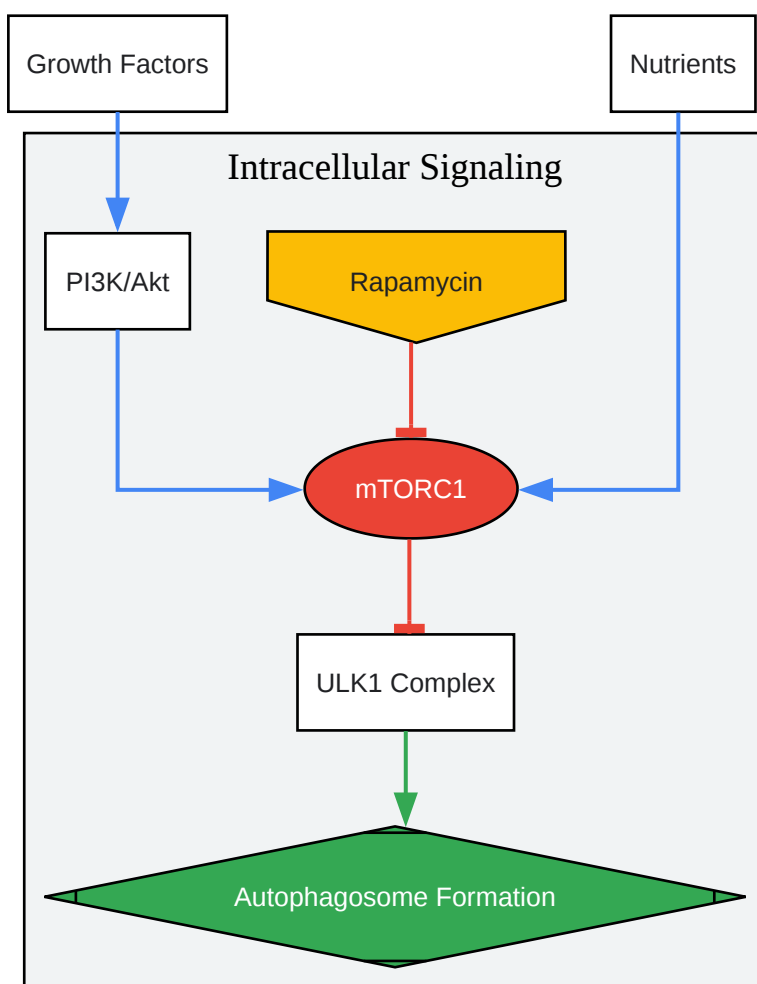 Growth Factors
Nutrients
Intracellular Signaling
PI3K/Akt
Rapamycin
mTORC1
ULK1 Complex
Autophagosome Formation